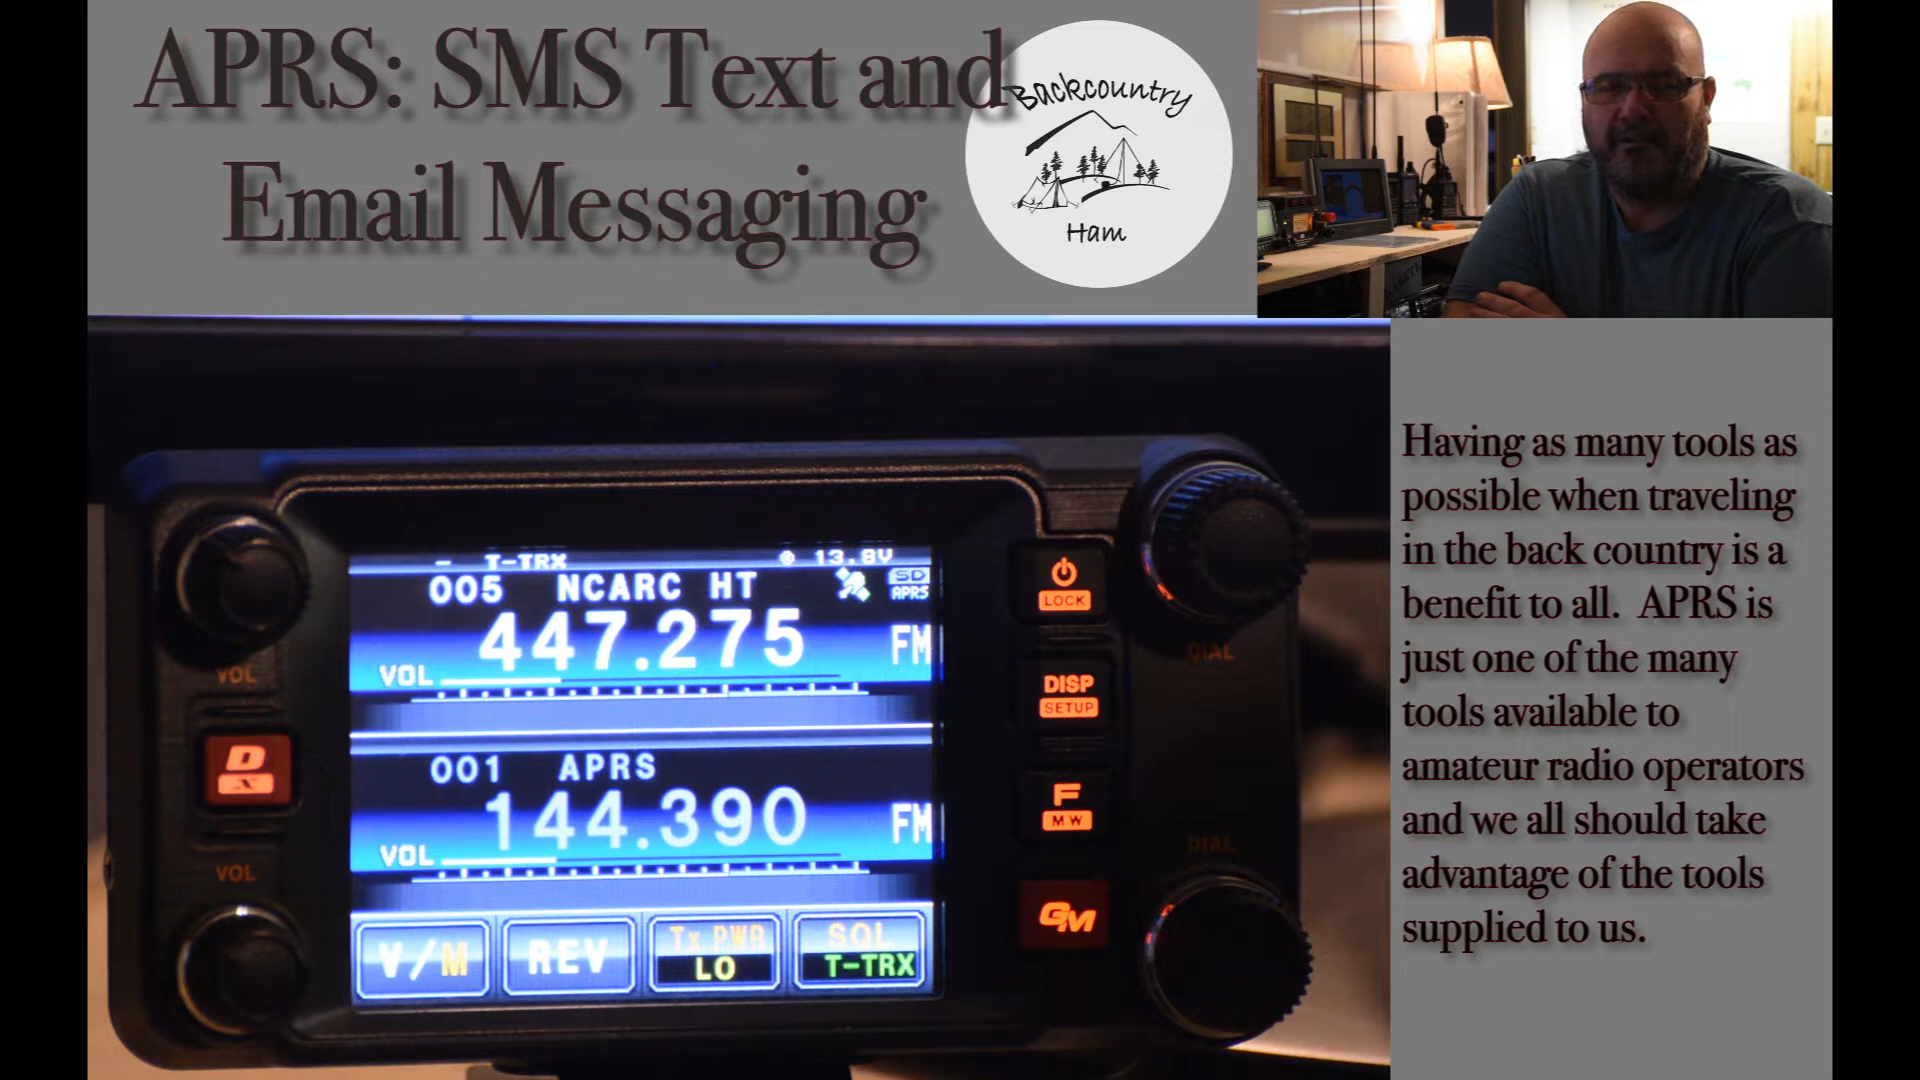 APRS: SMS Text and
Email Messaging
Backcountry
Ham
Having as many tools as
possible when traveling
in the back country is a
benefit to all.  APRS is
just one of the many
tools available to
amateur radio operators
and we all should take
advantage of the tools
supplied to us.
T-TRX 13.8V
005 NCARC HT SD APRS
447.275 FM
VOL
001 APRS
144.390 FM
VOL
V/M REV Tx PWR LO SQL T-TRX
VOL
D X
VOL
LOCK
DISP
SETUP
F
MW
GM
DIAL
DIAL